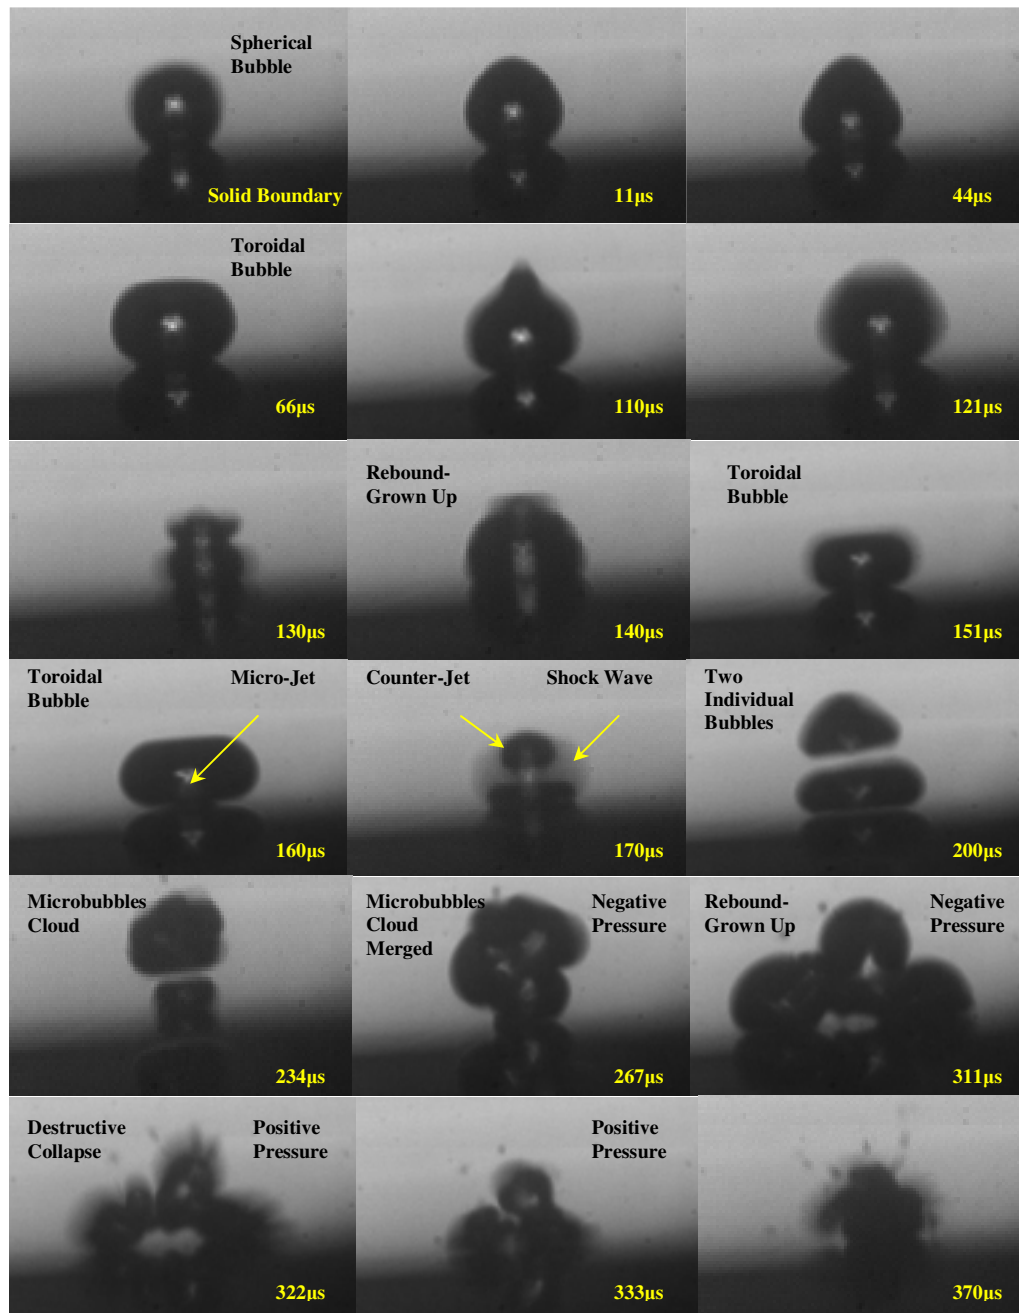 Spherical
Bubble
Solid Boundary
11µs
44µs
Toroidal
Bubble
66µs
110µs
121µs
130µs
Rebound-
Grown Up
140µs
Toroidal
Bubble
151µs
Toroidal
Bubble
Micro-Jet
160µs
Counter-Jet
Shock Wave
170µs
Two
Individual
Bubbles
200µs
Microbubbles
Cloud
234µs
Microbubbles
Cloud
Merged
Negative
Pressure
267µs
Rebound-
Grown Up
Negative
Pressure
311µs
Destructive
Collapse
Positive
Pressure
322µs
Positive
Pressure
333µs
370µs